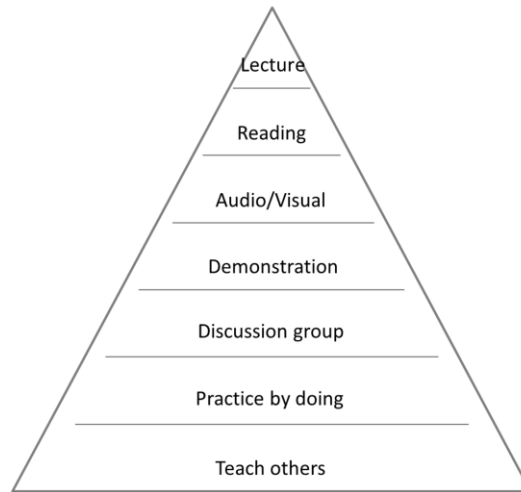 Lecture
Reading
Audio/Visual
Demonstration
Discussion group
Practice by doing
Teach others